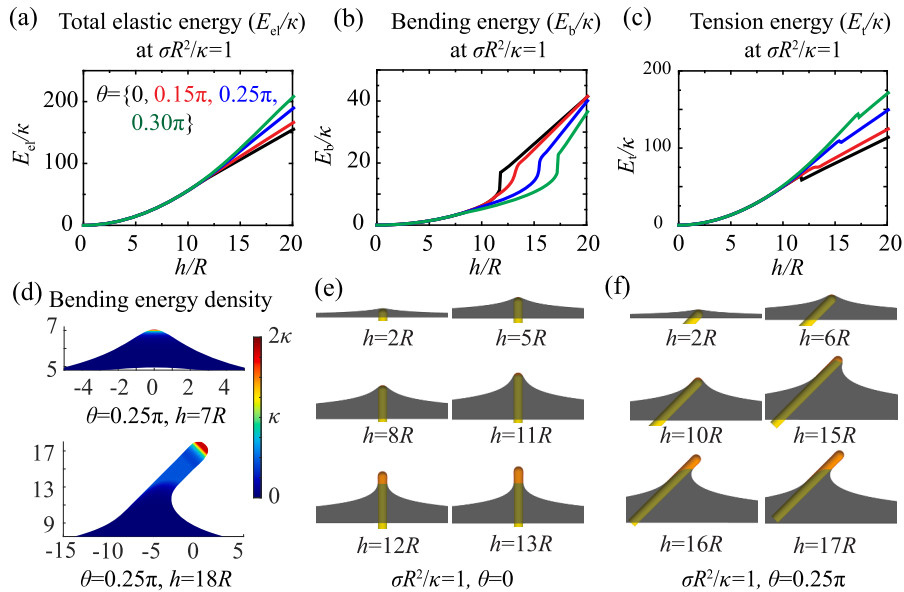 (a) Total elastic energy (E_el/κ)
at σR²/κ=1
(b) Bending energy (E_b/κ)
at σR²/κ=1
(c) Tension energy (E_t/κ)
at σR²/κ=1
E_el/κ
200
100
0
θ={0, 0.15π, 0.25π,
0.30π}
0 5 10 15 20
h/R
E_b/κ
40
20
0
0 5 10 15 20
h/R
E_t/κ
200
150
100
50
0
0 5 10 15 20
h/R
(d) Bending energy density
7
5
-4 -2 0 2 4
θ=0.25π, h=7R
2κ
κ
0
17
13
9
-15 -10 -5 0 5
θ=0.25π, h=18R
(e)
h=2R h=5R
h=8R h=11R
h=12R h=13R
σR²/κ=1, θ=0
(f)
h=2R h=6R
h=10R h=15R
h=16R h=17R
σR²/κ=1, θ=0.25π